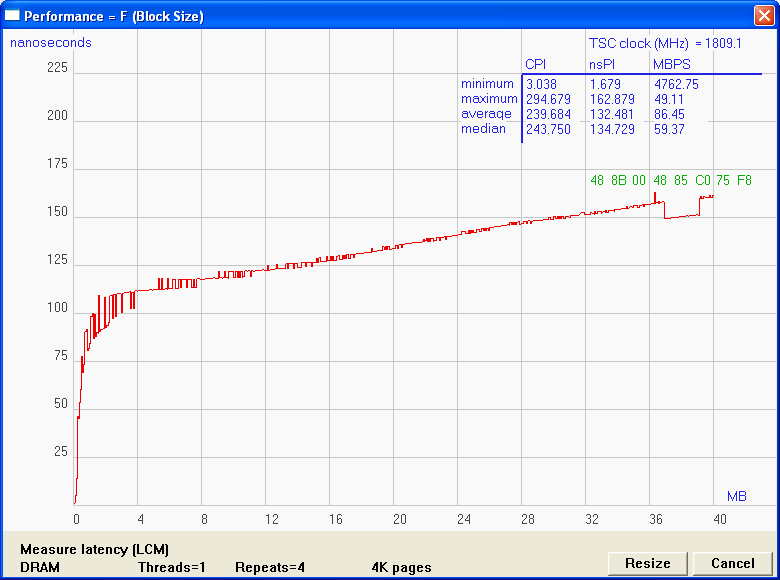 Performance = F (Block Size)
nanoseconds
TSC clock (MHz) = 1809.1
CPI nsPI MBPS
minimum 3.038 1.679 4762.75
maximum 294.679 162.879 49.11
average 239.684 132.481 86.45
median 243.750 134.729 59.37
48 8B 00 48 85 C0 75 F8
225
200
175
150
125
100
75
50
25
MB
0 4 8 12 16 20 24 28 32 36 40
Measure latency (LCM)
DRAM Threads=1 Repeats=4 4K pages
Resize Cancel